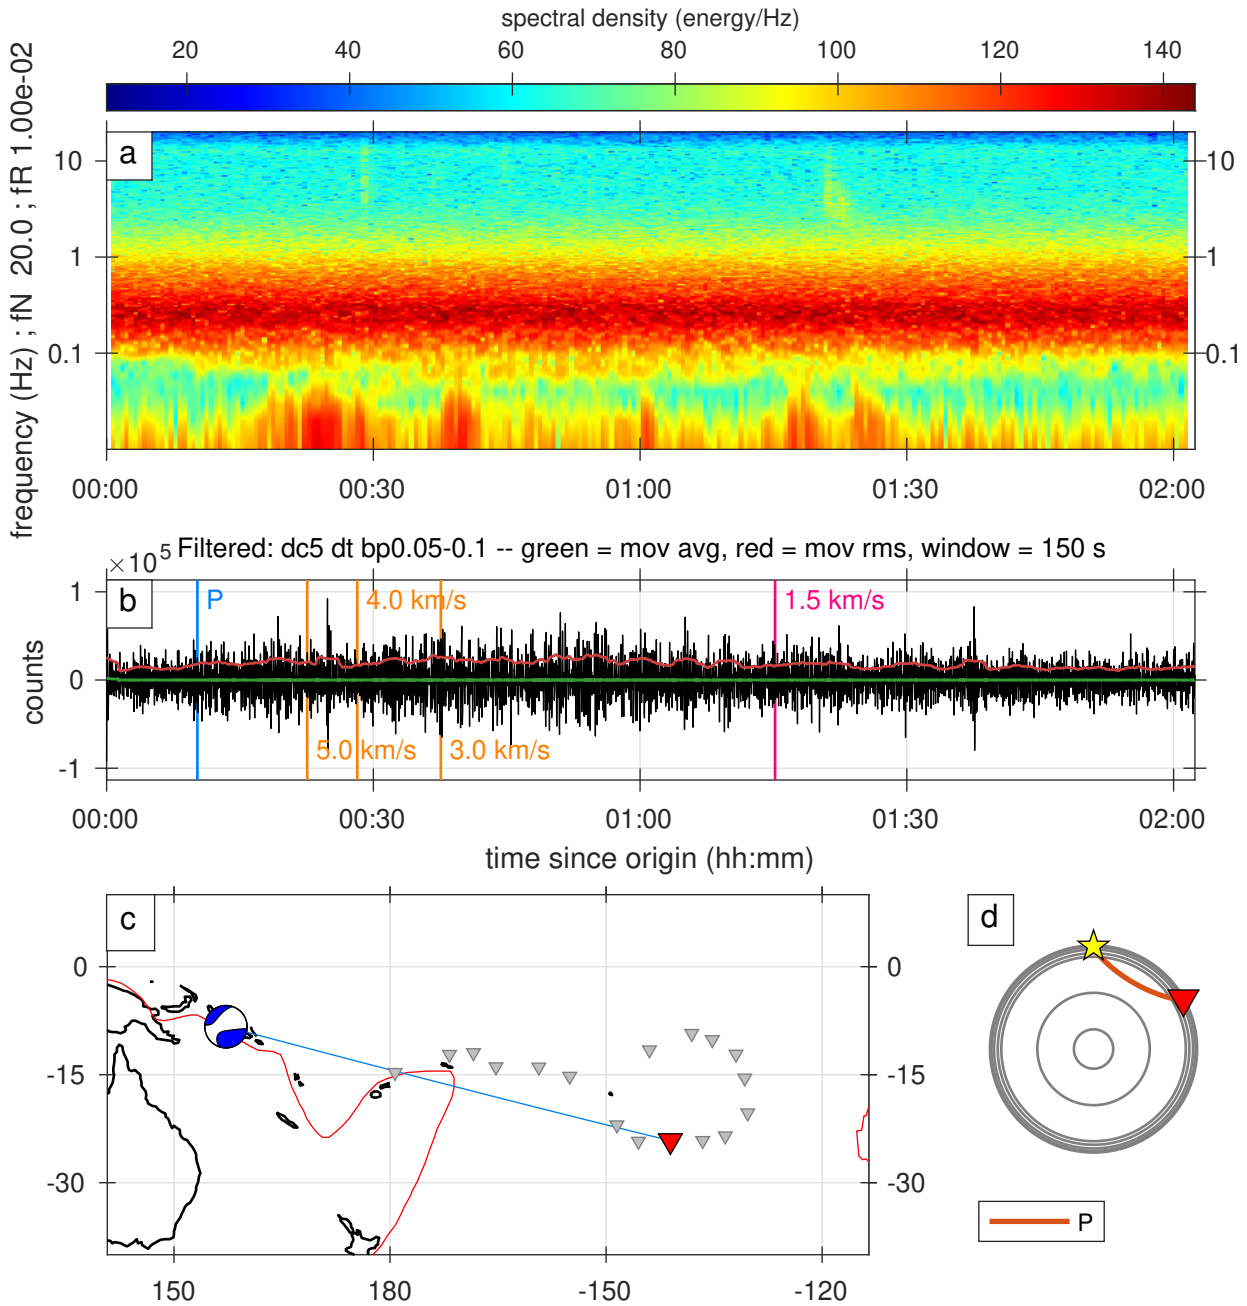 spectral density (energy/Hz)
20 40 60 80 100 120 140
frequency (Hz) ; fN 20.0 ; fR 1.00e-02
a
10 10
1 1
0.1 0.1
00:00 00:30 01:00 01:30 02:00
×10^5 Filtered: dc5 dt bp0.05-0.1 -- green = mov avg, red = mov rms, window = 150 s
b
counts
1
0
-1
P 4.0 km/s 1.5 km/s
5.0 km/s 3.0 km/s
00:00 00:30 01:00 01:30 02:00
time since origin (hh:mm)
c
0 0
-15 -15
-30 -30
150 180 -150 -120
d
P